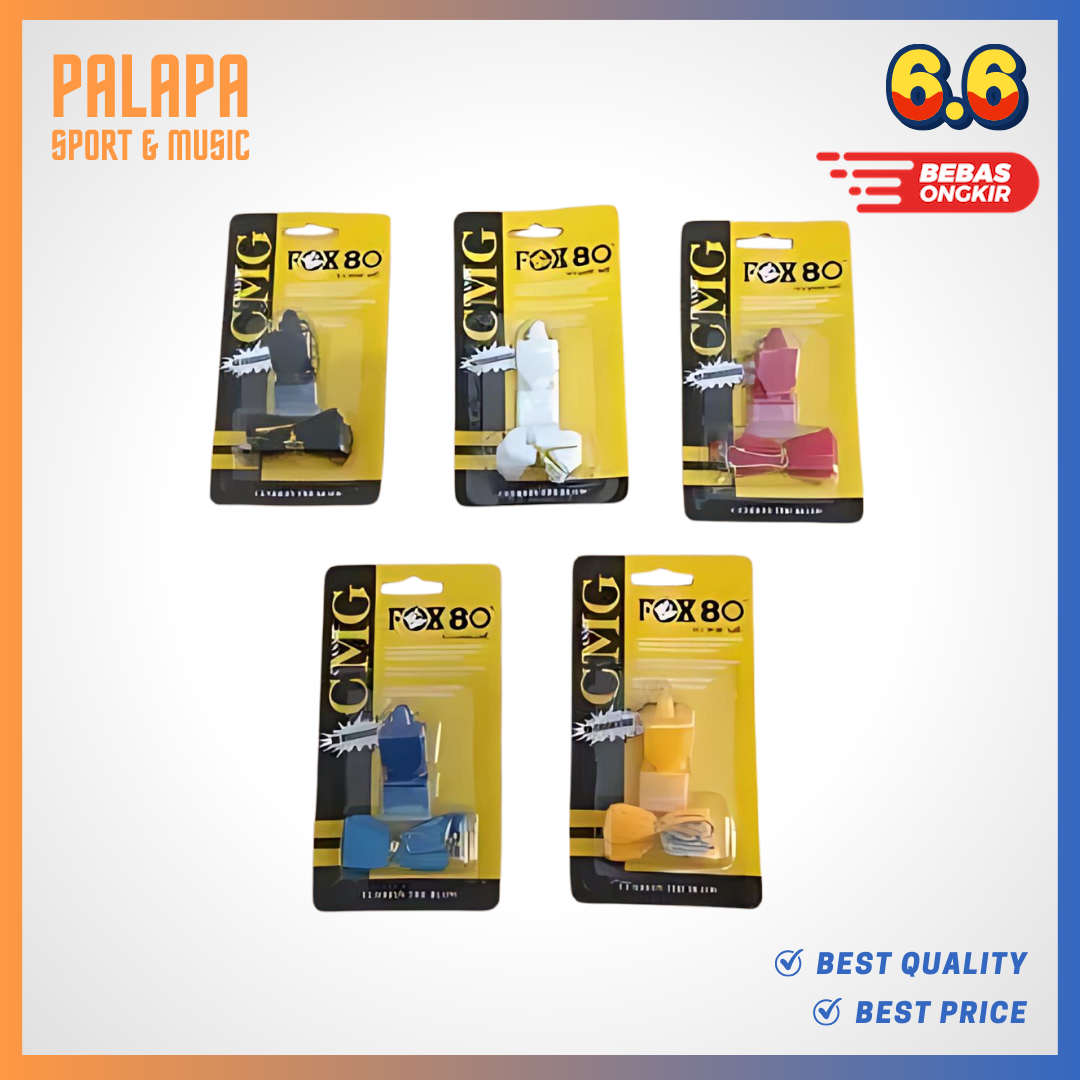 PALAPA
SPORT & MUSIC
6.6
BEBAS
ONGKIR
CMG
FOX 80
CMG
FOX 80
CMG
FOX 80
CMG
FOX 80
CMG
FOX 80
BEST QUALITY
BEST PRICE